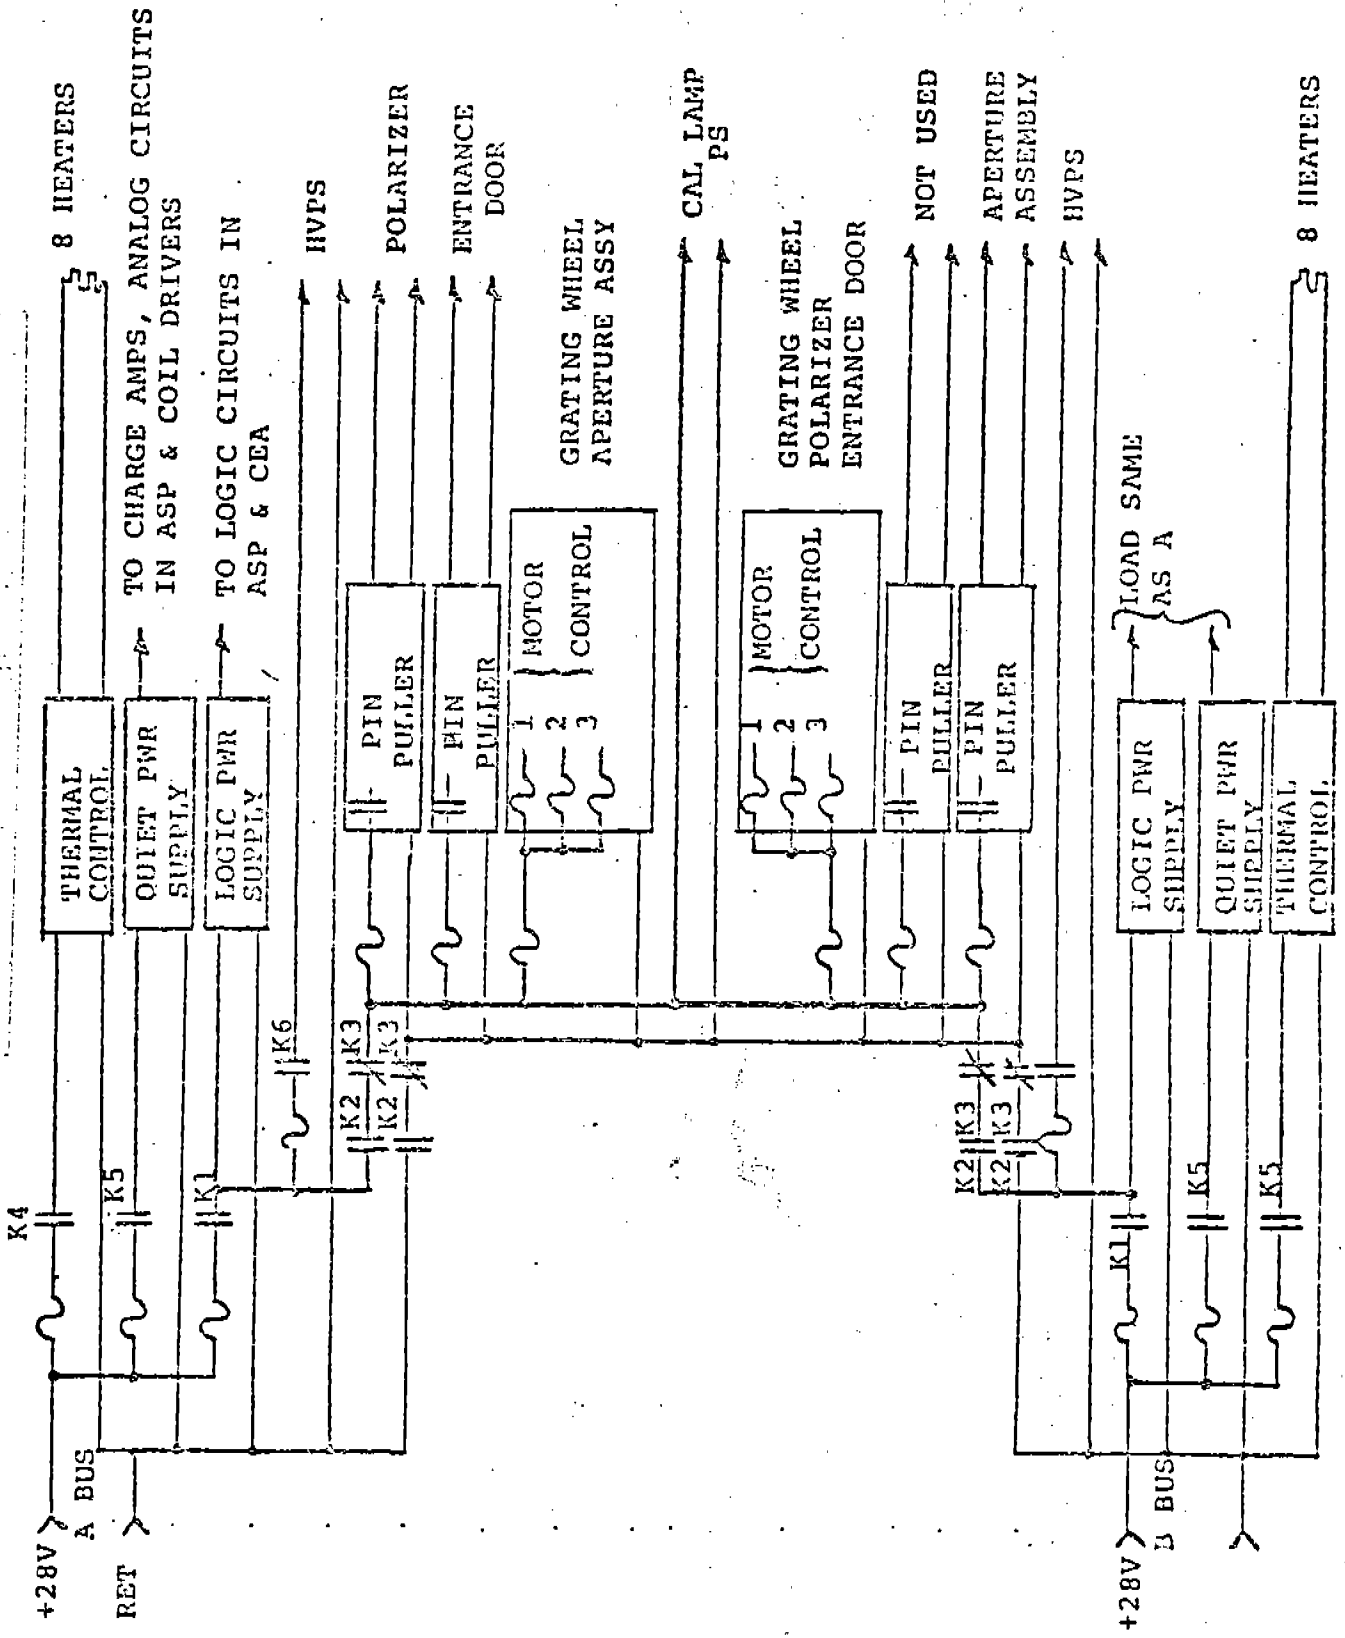 +28V
A BUS
RET
K4
K5
K1
THERMAL
CONTROL
8 HEATERS
QUIET PWR
SUPPLY
TO CHARGE AMPS, ANALOG CIRCUITS
IN ASP & COIL DRIVERS
LOGIC PWR
SUPPLY
TO LOGIC CIRCUITS IN
ASP & CEA
K6
HVPS
K2
K3
K2
K3
PIN
PULLER
POLARIZER
PIN
PULLER
ENTRANCE
DOOR
1
2
3
MOTOR
CONTROL
GRATING WHEEL
APERTURE ASSY
CAL LAMP
PS
1
2
3
MOTOR
CONTROL
GRATING WHEEL
POLARIZER
ENTRANCE DOOR
PIN
PULLER
NOT USED
K2
K3
K2
K3
PIN
PULLER
APERTURE
ASSEMBLY
HVPS
K1
LOGIC PWR
SUPPLY
LOAD SAME
AS A
K5
QUIET PWR
SUPPLY
K5
THERMAL
CONTROL
8 HEATERS
+28V
B BUS